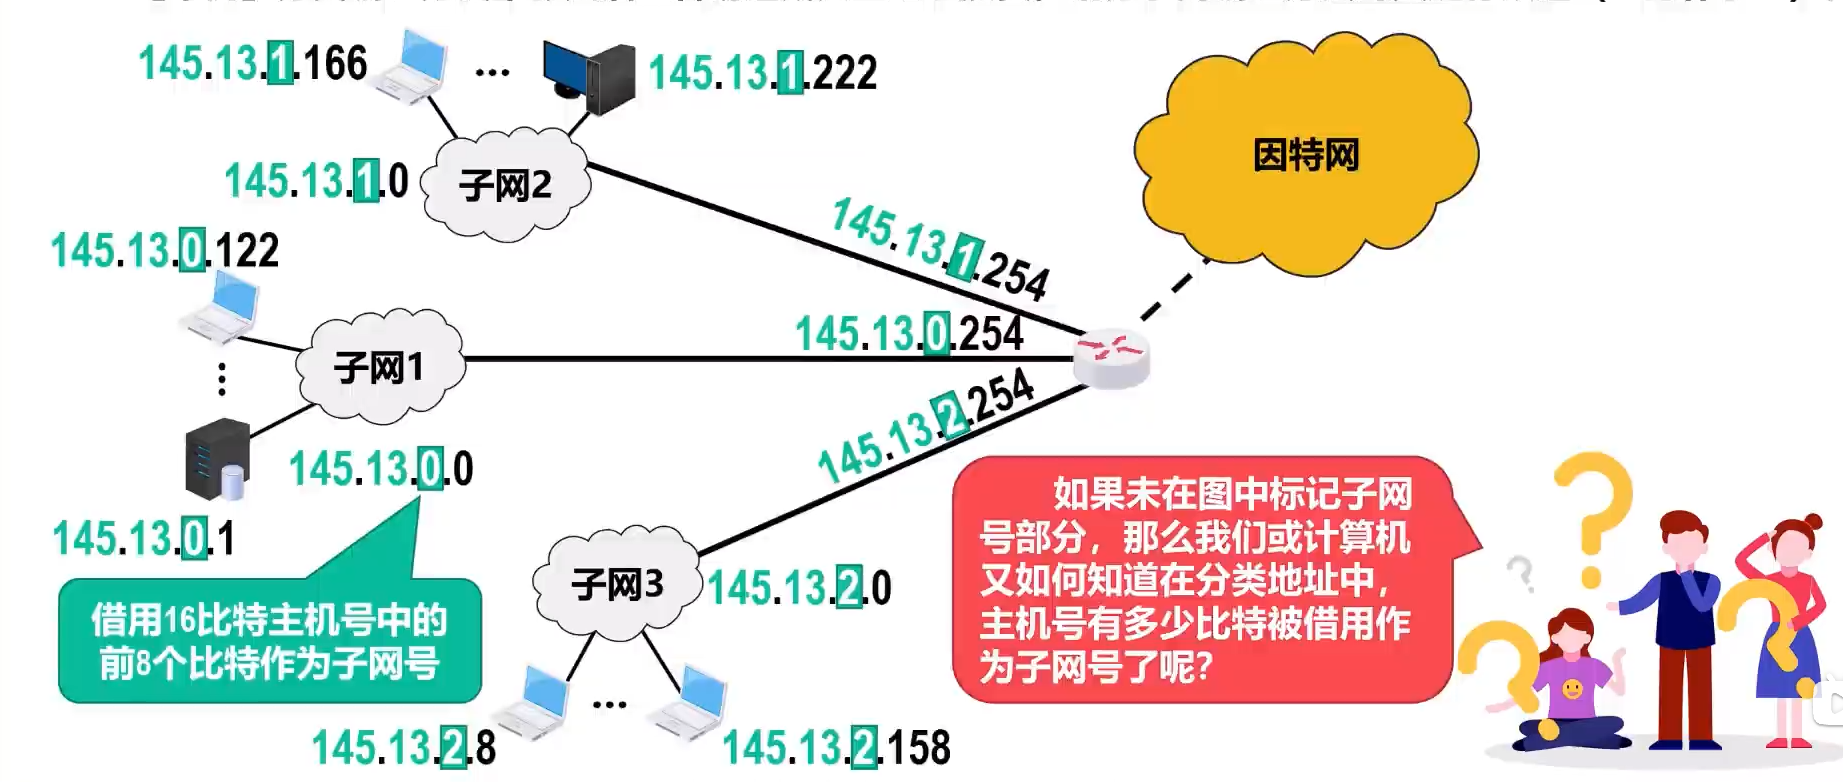 145.13.1.166
...
145.13.1.222
145.13.1.0
子网2
因特网
145.13.1.254
145.13.0.122
145.13.0.254
子网1
145.13.0.0
145.13.2.254
145.13.0.1
子网3
145.13.2.0
借用16比特主机号中的
前8个比特作为子网号
如果未在图中标记子网
号部分，那么我们或计算机
又如何知道在分类地址中，
主机号有多少比特被借用作
为子网号了呢？
...
145.13.2.8
145.13.2.158